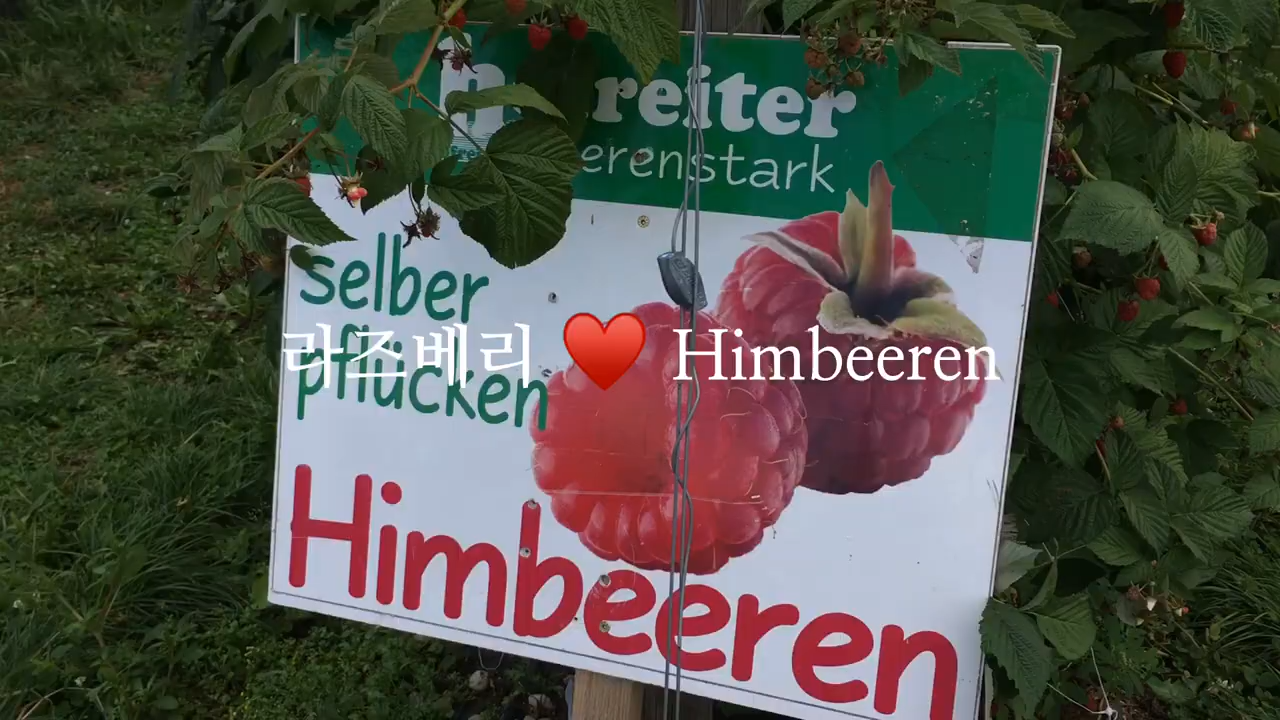 reiter
erenstark
selber
pflücken
라즈베리 ♥️ Himbeeren
Himbeeren